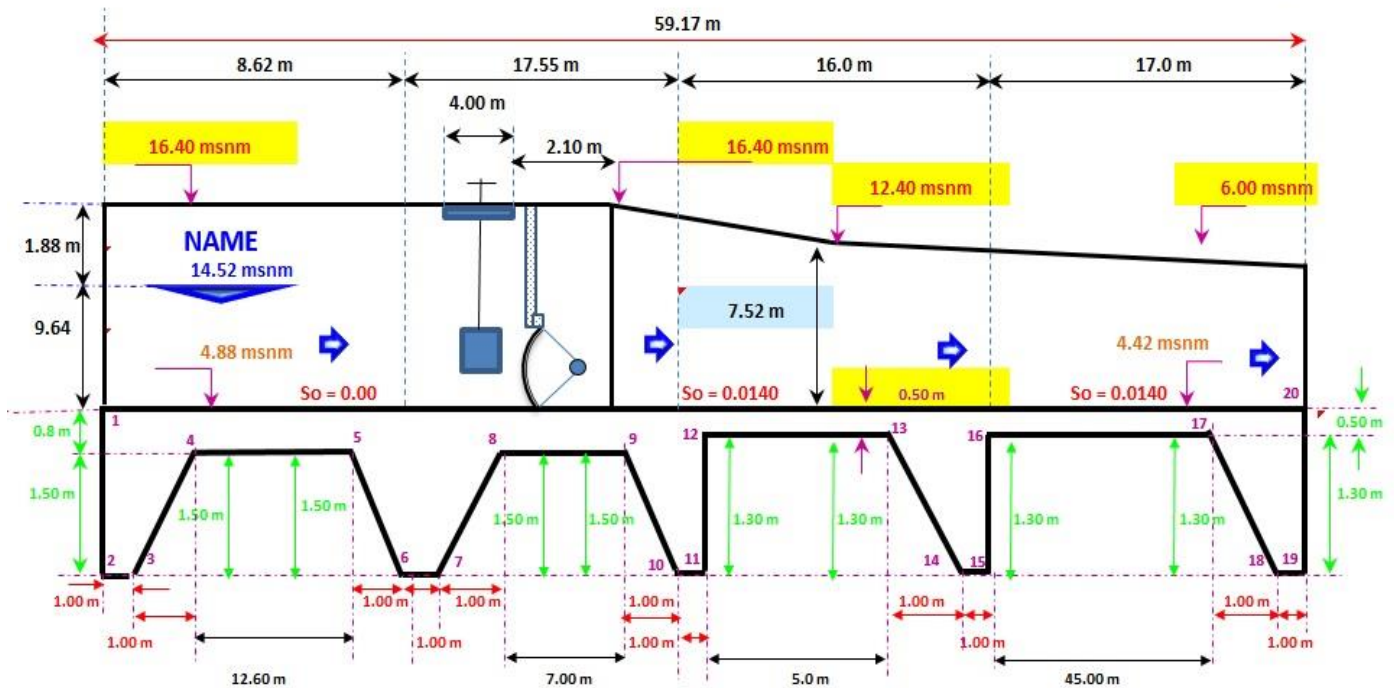 59.17 m
8.62 m 17.55 m 16.0 m 17.0 m
4.00 m
16.40 msnm 2.10 m 16.40 msnm
12.40 msnm 6.00 msnm
1.88 m NAME
14.52 msnm
7.52 m
9.64
4.88 msnm 4.42 msnm
So = 0.00 So = 0.0140 0.50 m So = 0.0140 20
1 0.50 m
0.8 m 4 5 8 9 12 13 16 17
1.50 m 1.50 m 1.50 m 1.50 m 1.50 m 1.30 m 1.30 m 1.30 m 1.30 m 1.30 m
2 3 6 7 10 11 14 15 18 19
1.00 m 1.00 m 1.00 m 1.00 m 1.00 m 1.00 m
1.00 m 1.00 m 1.00 m 1.00 m 1.00 m
12.60 m 7.00 m 5.0 m 45.00 m